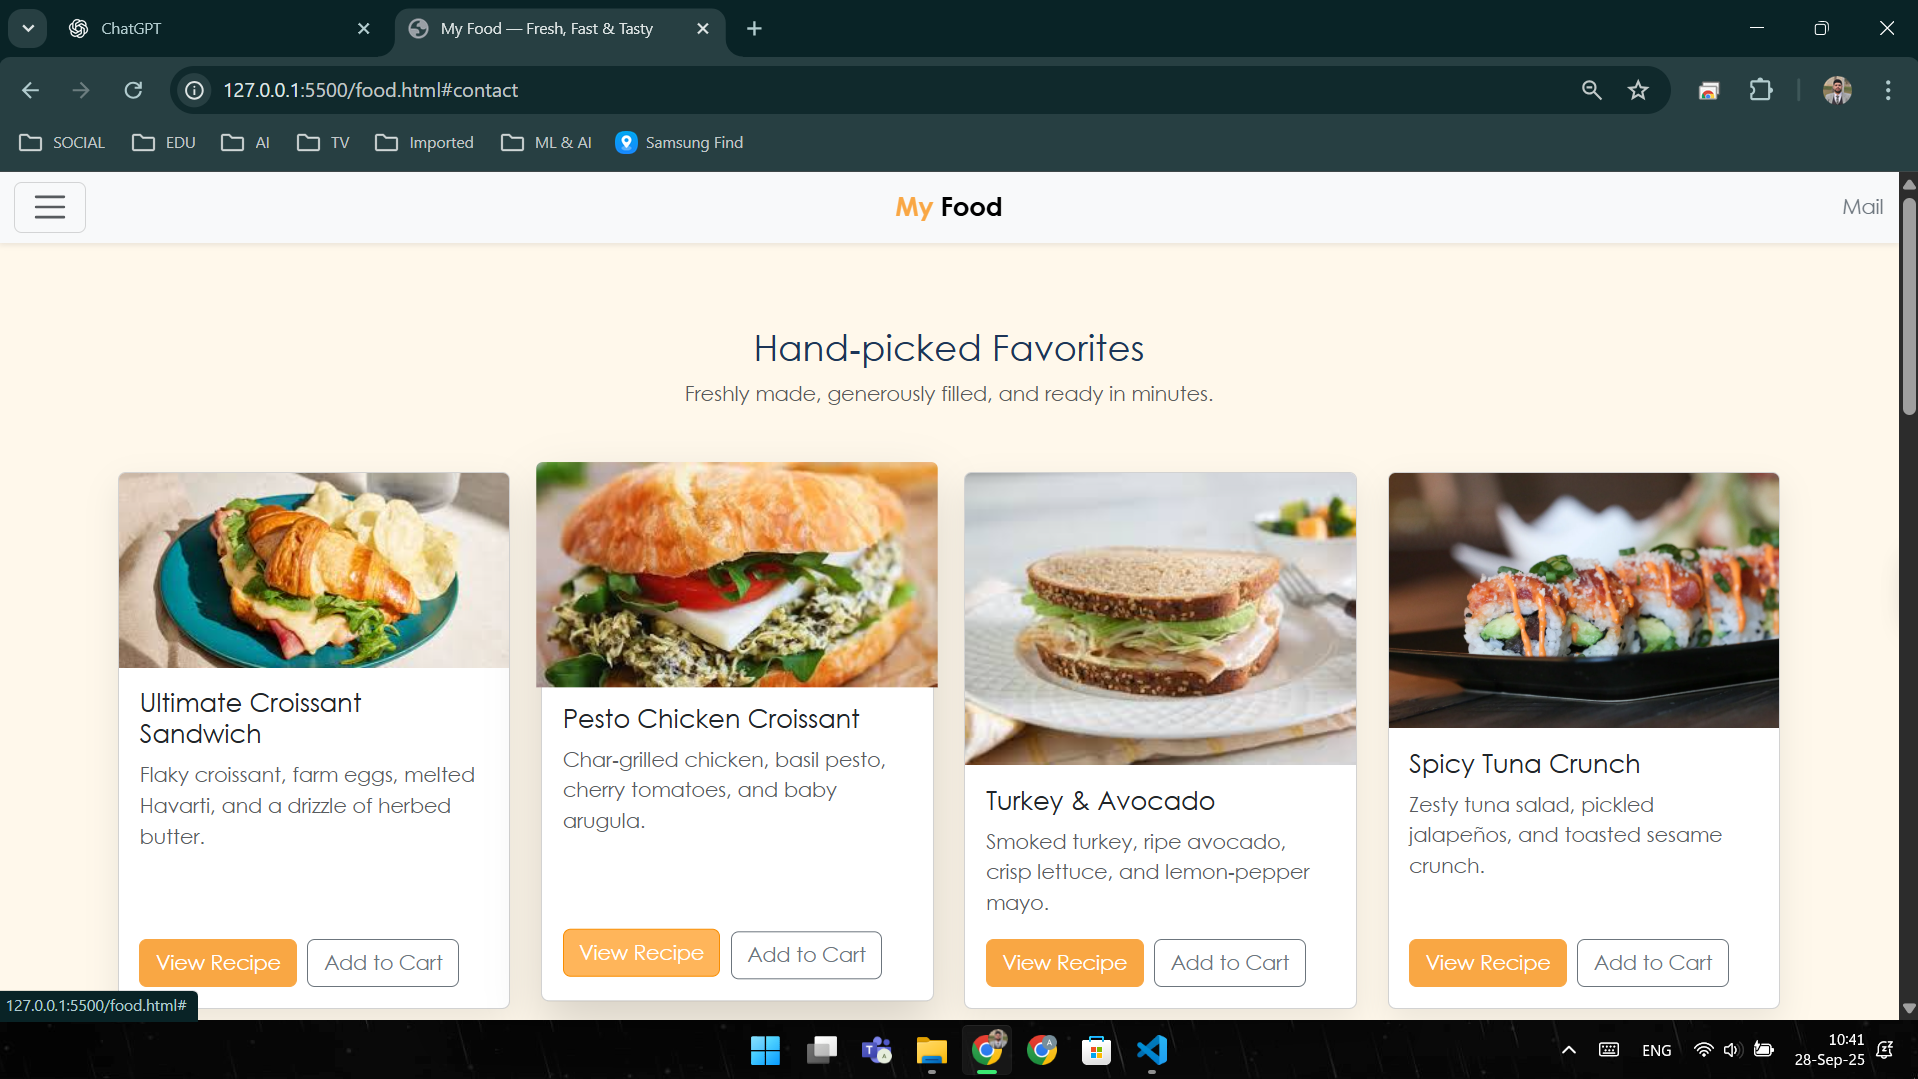 ChatGPT
My Food — Fresh, Fast & Tasty
127.0.0.1:5500/food.html#contact
SOCIAL
EDU
AI
TV
Imported
ML & AI
Samsung Find
My Food
Mail
Hand-picked Favorites
Freshly made, generously filled, and ready in minutes.
Ultimate Croissant
Sandwich
Flaky croissant, farm eggs, melted
Havarti, and a drizzle of herbed
butter.
View Recipe
Add to Cart
Pesto Chicken Croissant
Char-grilled chicken, basil pesto,
cherry tomatoes, and baby
arugula.
View Recipe
Add to Cart
Turkey & Avocado
Smoked turkey, ripe avocado,
crisp lettuce, and lemon-pepper
mayo.
View Recipe
Add to Cart
Spicy Tuna Crunch
Zesty tuna salad, pickled
jalapeños, and toasted sesame
crunch.
View Recipe
Add to Cart
127.0.0.1:5500/food.html#
ENG
10:41
28-Sep-25